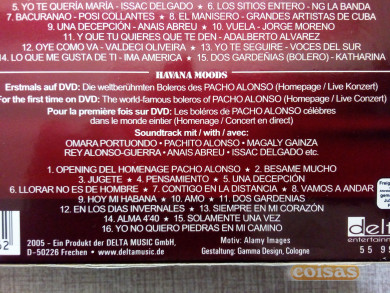 5. YO TE QUERÍA MARÍA - ISSAC DELGADO ★ 6. LOS SITIOS ENTERO - NG LA BANDA
7. BACURANAO - POSI COLLANTES ★ 8. EL MANISERO - GRANDES ARTISTAS DE CUBA
9. UNA DECEPCIÓN - ANAIS ABREU ★ 10. VUELA - JORGE MORENO
11. Y QUE TU QUIERES QUE TE DEN - ADALBERTO ALVAREZ
12. OYE COMO VA - VALDECI OLIVEIRA ★ 13. YO TE SEGUIRE - VOCES DEL SUR
14. LO QUE ME GUSTA DE TI - IMA AMERICA ★ 15. DOS GARDEÑIAS (BOLERO) - KATHARINA
HAVANA MOODS
Erstmals auf DVD: Die weltberühmten Boleros des PACHO ALONSO (Homepage / Live Konzert)
For the first time on DVD: The world-famous boleros of PACHO ALONSO (Homepage / Live Concert)
Pour la première fois sur DVD: Les boléros de PACHO ALONSO célèbres
dans le monde eintier (Homenage / Concert en direct)
Soundtrack mit / with / avec:
OMARA PORTUONDO ★ PACHITO ALONSO ★ MAGALY GAINZA
REY ALONSO-GUERRA ★ ANAIS ABREU ★ ISSAC DELGADO etc.
1. OPENING DEL HOMENAGE PACHO ALONSO ★ 2. BESAME MUCHO
3. JUGETE ★ 4. PENSAMIENTO ★ 5. UNA DECEPCIÓN
6. LLORAR NO ES DE HOMBRE ★ 7. CONTIGO EN LA DISTANCIA ★ 8. VAMOS A ANDAR
9. HOY MI HABANA ★ 10. AMO ★ 11. DOS GARDENIAS
12. EN LOS DIAS INVERNALES ★ 13. SIEMPRE EN MI CORAZÓN
14. ALMA 4'40 ★ 15. SOLAMENTE UNA VEZ
16. YO NO QUIERO PIEDRAS EN MI CAMINO
2005 - Ein Produkt der DELTA MUSIC GmbH,
D-50226 Frechen • www.deltamusic.de
Motiv: Alamy Images
Gestaltung: Gamma Design, Cologne
delta
entertainme
55 99
coisas